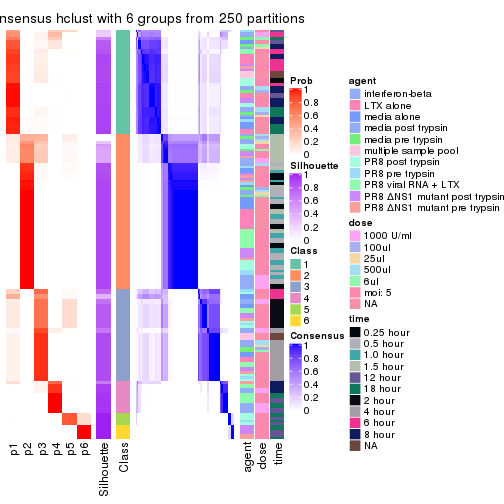 nsensus hclust with 6 groups from 250 partitions
Prob
1
0.8
0.6
0.4
0.2
0
Silhouette
1
0.8
0.6
0.4
0.2
0
Class
1
2
3
4
5
6
Consensus
1
0.8
0.6
0.4
0.2
0
agent
interferon-beta
LTX alone
media alone
media post trypsin
media pre trypsin
multiple sample pool
PR8 post trypsin
PR8 pre trypsin
PR8 viral RNA + LTX
PR8 ΔNS1 mutant post trypsin
PR8 ΔNS1 mutant pre trypsin
dose
1000 U/ml
100ul
25ul
500ul
6ul
moi: 5
NA
time
0.25 hour
0.5 hour
1.0 hour
1.5 hour
12 hour
18 hour
2 hour
4 hour
6 hour
8 hour
NA
p1
p2
p3
p4
p5
p6
Silhouette
Class
agent
dose
time